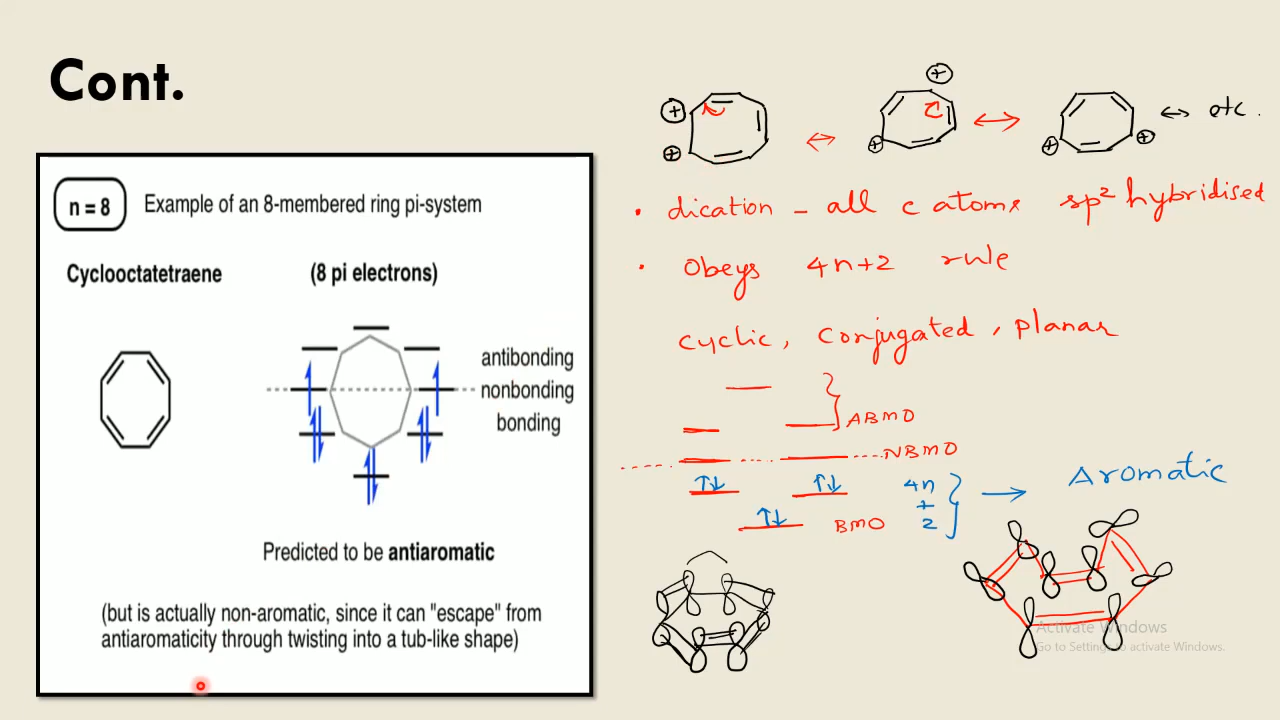 Cont.
n = 8 Example of an 8-membered ring pi-system
Cyclooctatetraene (8 pi electrons)
antibonding
nonbonding
bonding
Predicted to be antiaromatic
(but is actually non-aromatic, since it can "escape" from
antiaromaticity through twisting into a tub-like shape)
+ + + + + + etc.
• dication - all c atoms sp² hybridised
• Obeys 4n+2 rule
cyclic, conjugated, planar
ABMO
NBMO
4n
+
2
BMO
Aromatic
Activate Windows
Go to Settings to activate Windows.